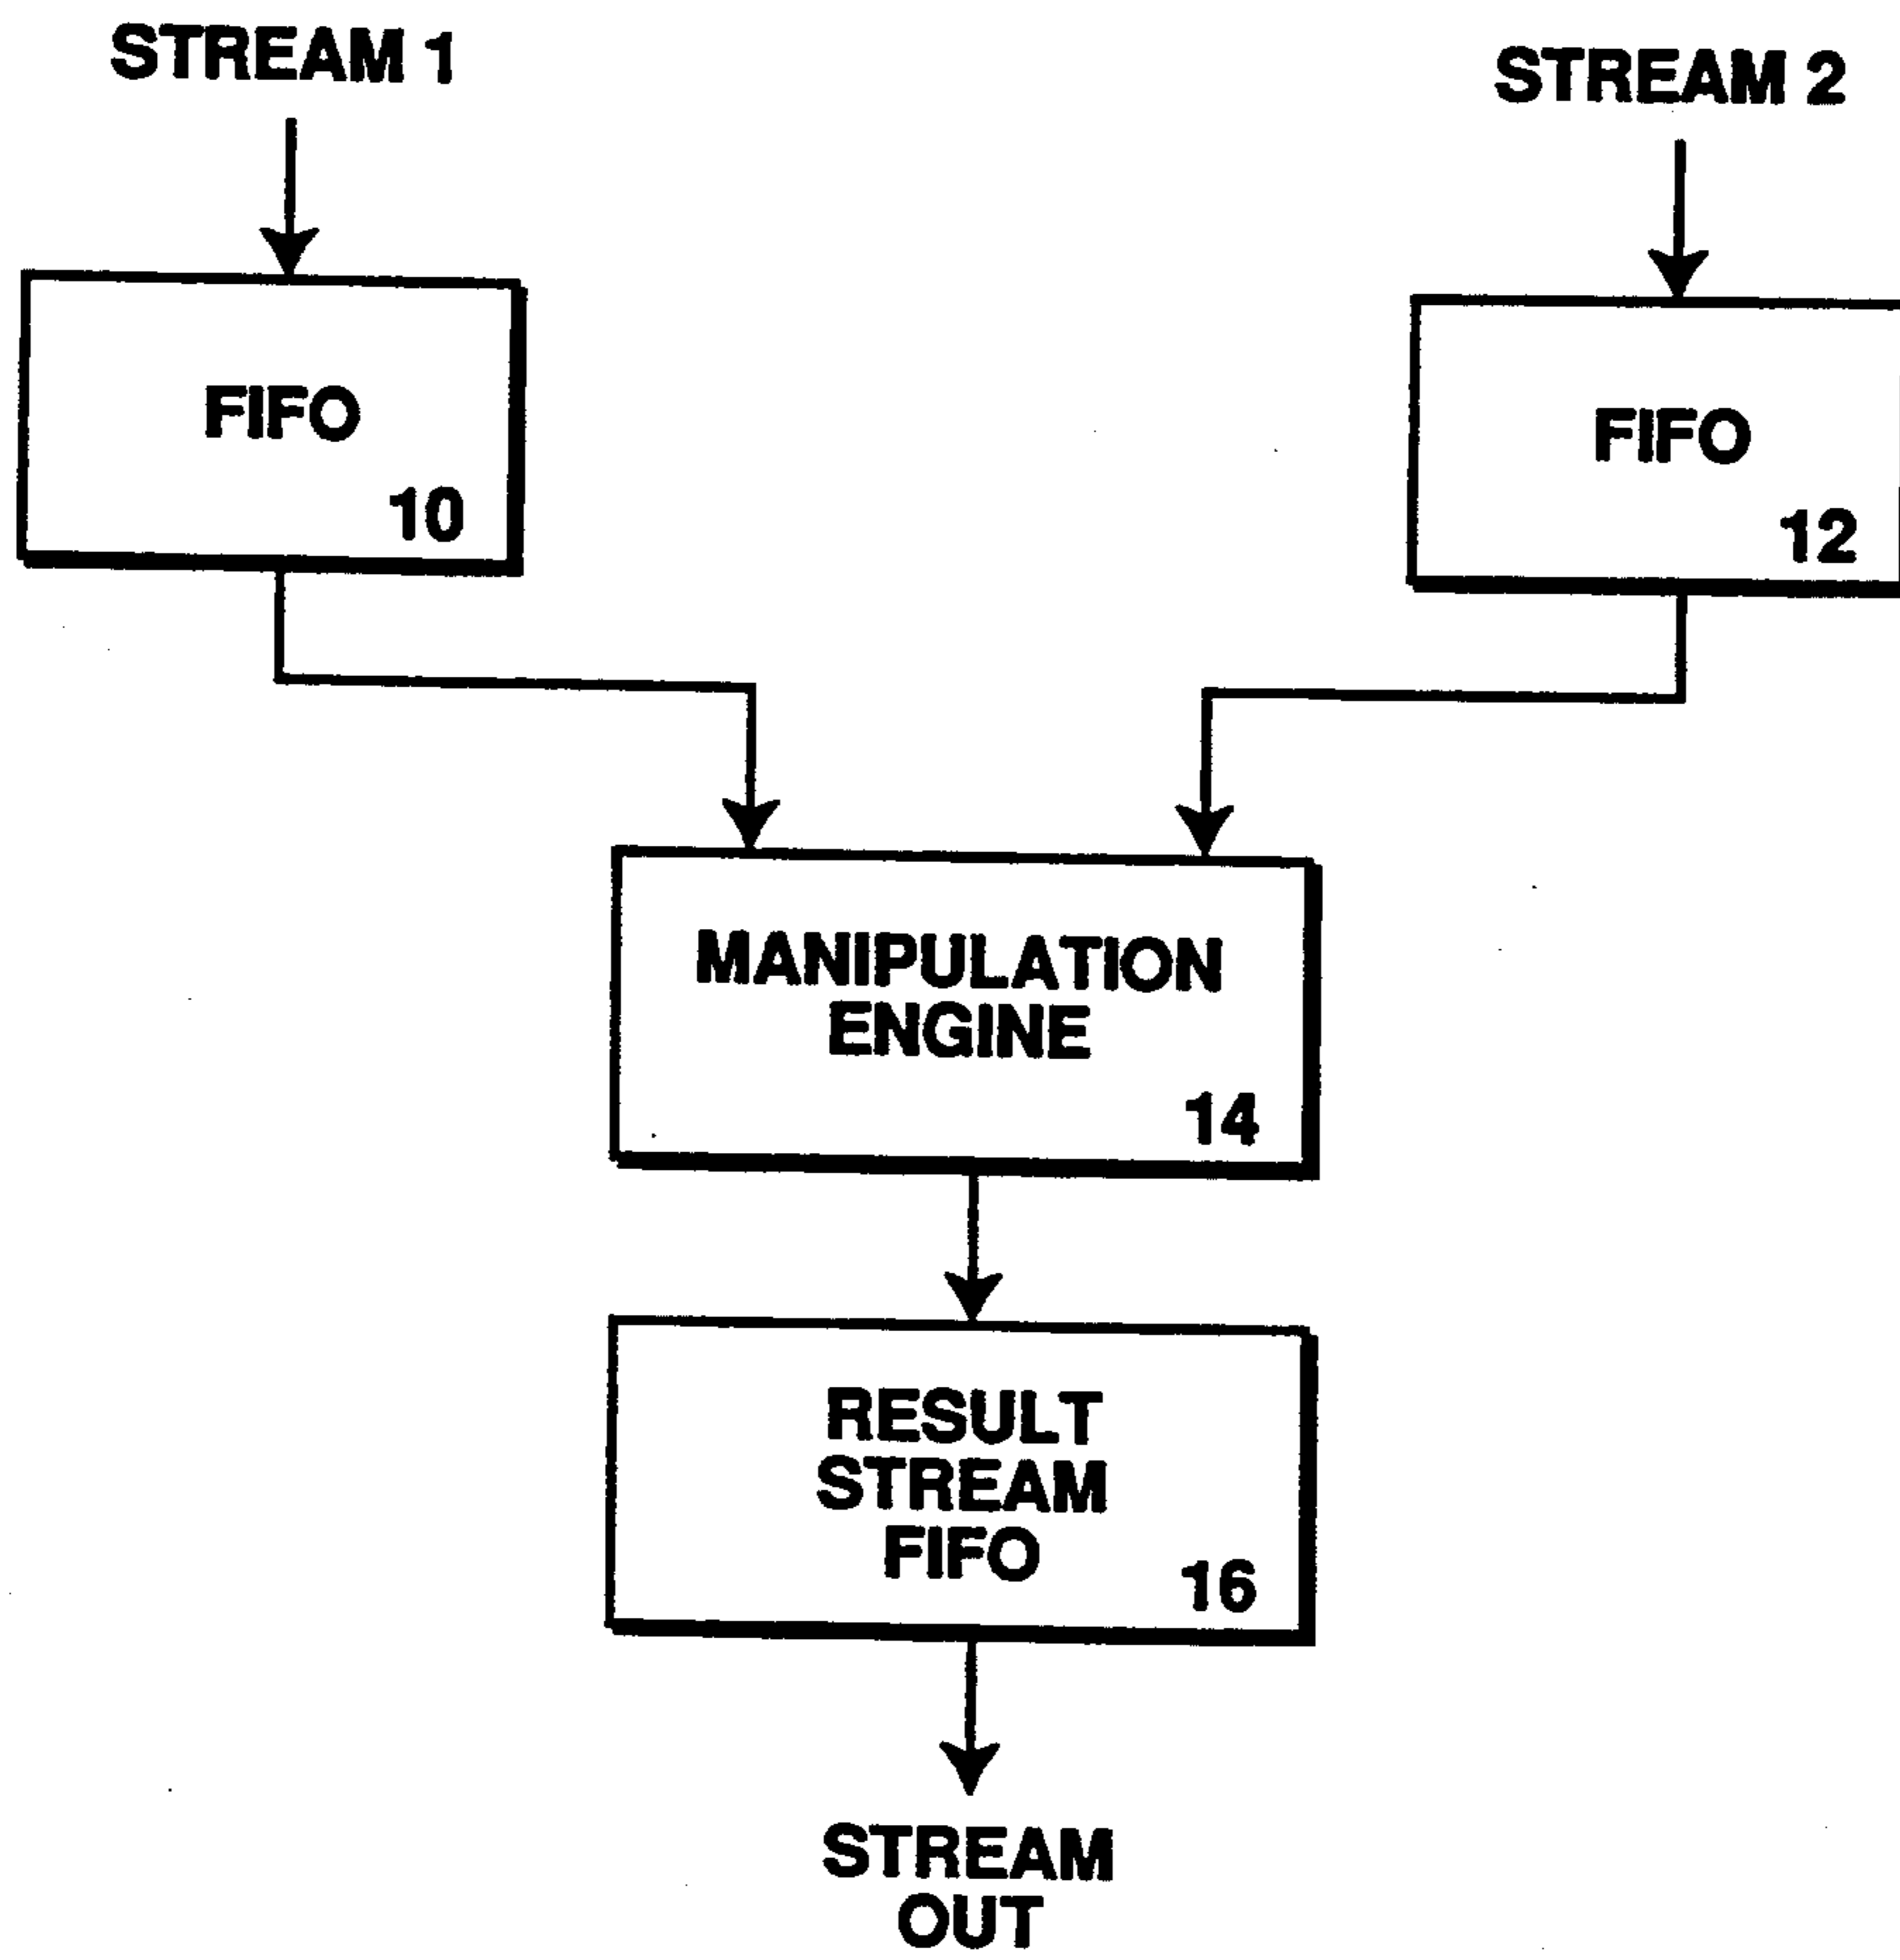 STREAM 1
STREAM 2
FIFO
10
FIFO
12
MANIPULATION
ENGINE
14
RESULT
STREAM
FIFO
16
STREAM
OUT